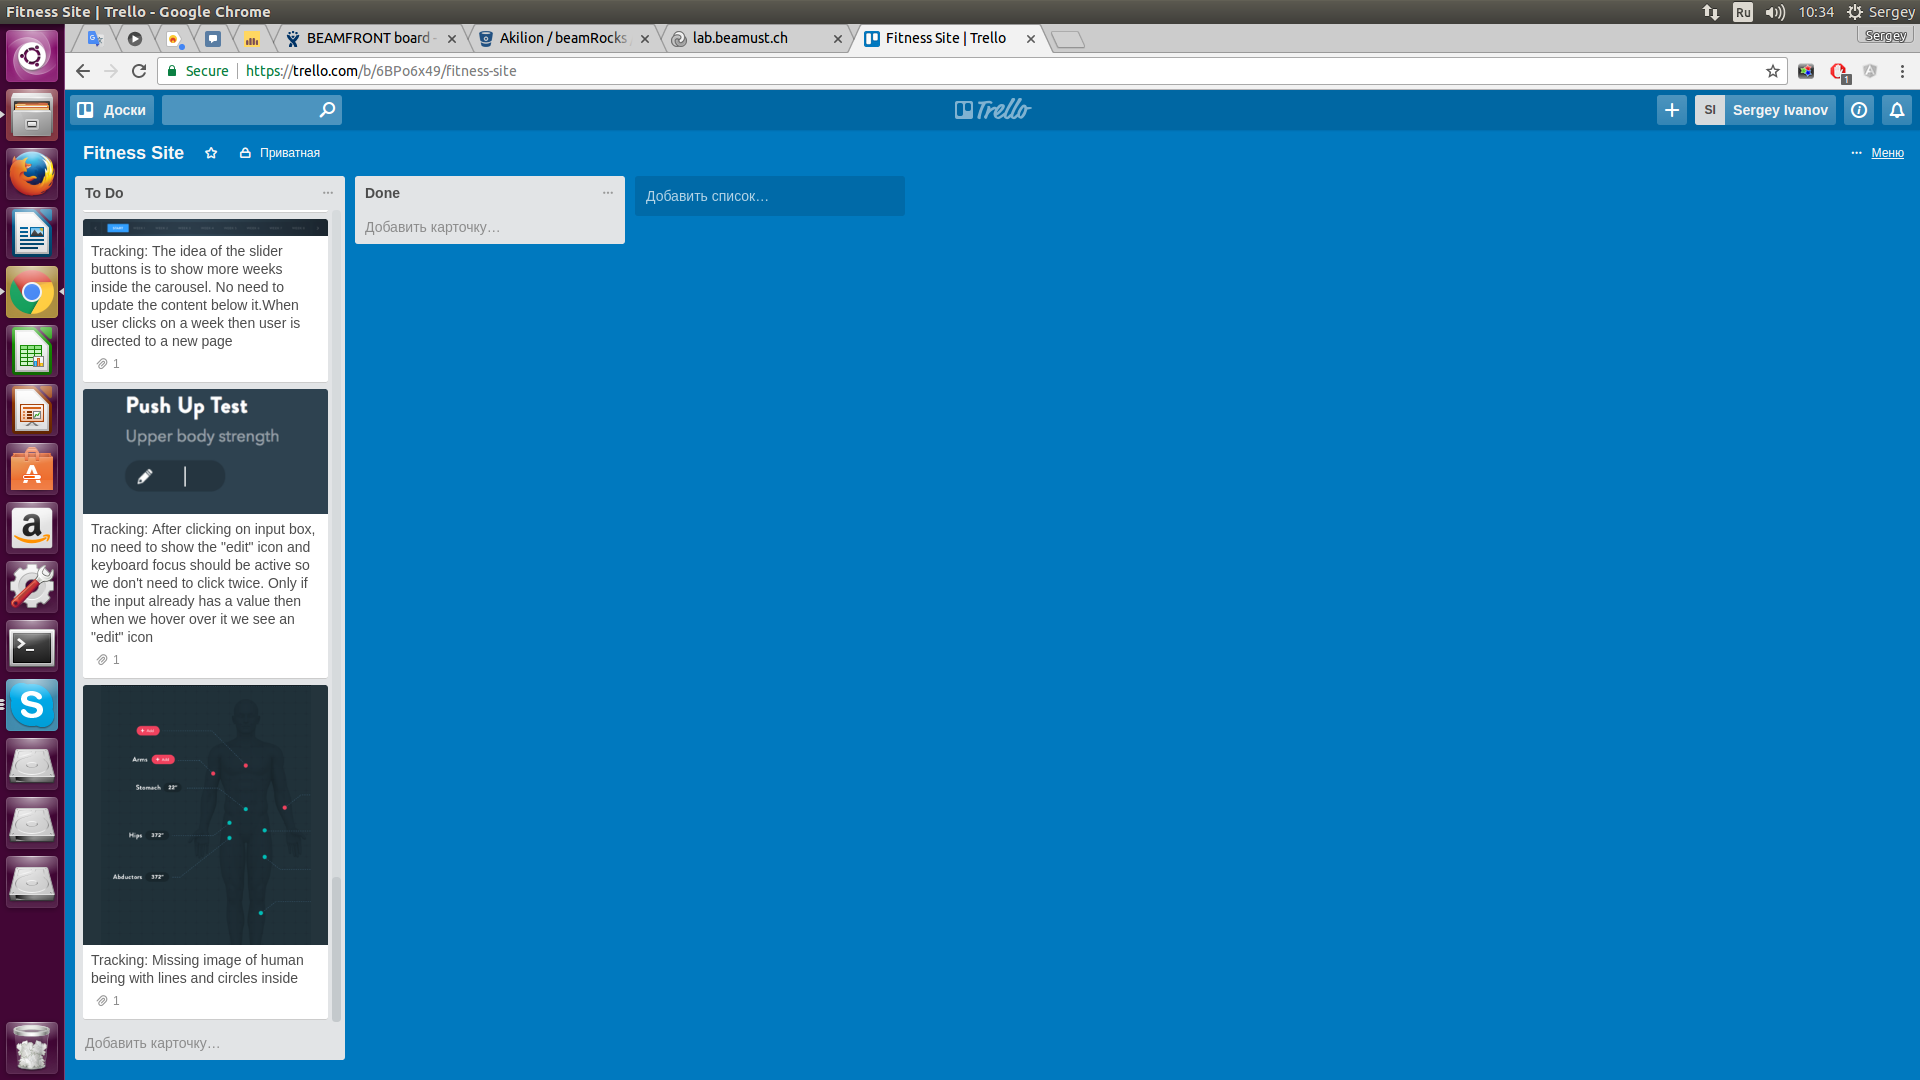 Fitness Site | Trello - Google Chrome
Ru
10:34
Sergey
BEAMFRONT board -
Akilion / beamRocks
lab.beamust.ch
Fitness Site | Trello
Sergey
Secure
https://trello.com/b/6BPo6x49/fitness-site
1
Доски
Trello
SI
Sergey Ivanov
Fitness Site
Приватная
Меню
To Do
Tracking: The idea of the slider
buttons is to show more weeks
inside the carousel. No need to
update the content below it.When
user clicks on a week then user is
directed to a new page
1
Push Up Test
Upper body strength
Tracking: After clicking on input box,
no need to show the "edit" icon and
keyboard focus should be active so
we don't need to click twice. Only if
the input already has a value then
when we hover over it we see an
"edit" icon
1
Arms
Stomach 22"
Hips 372"
Abductors 372"
Tracking: Missing image of human
being with lines and circles inside
1
Добавить карточку…
Done
Добавить карточку…
Добавить список…